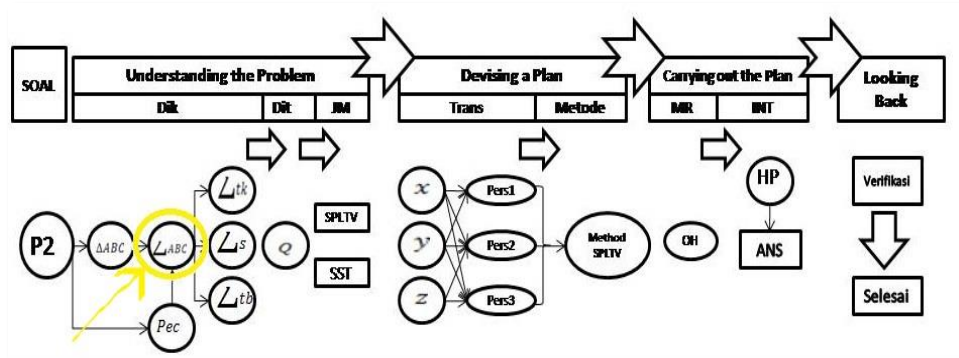 SOAL
Understanding the Problem
Dik
Dit
JM
Devising a Plan
Trans
Metode
Carrying out the Plan
MR
INT
Looking
Back
P2
ΔABC
∠ABC
Pec
∠tk
∠s
∠tb
Q
SPLTV
SST
x
y
z
Pers1
Pers2
Pers3
Method
SPLTV
OH
HP
ANS
Verifikasi
Selesai